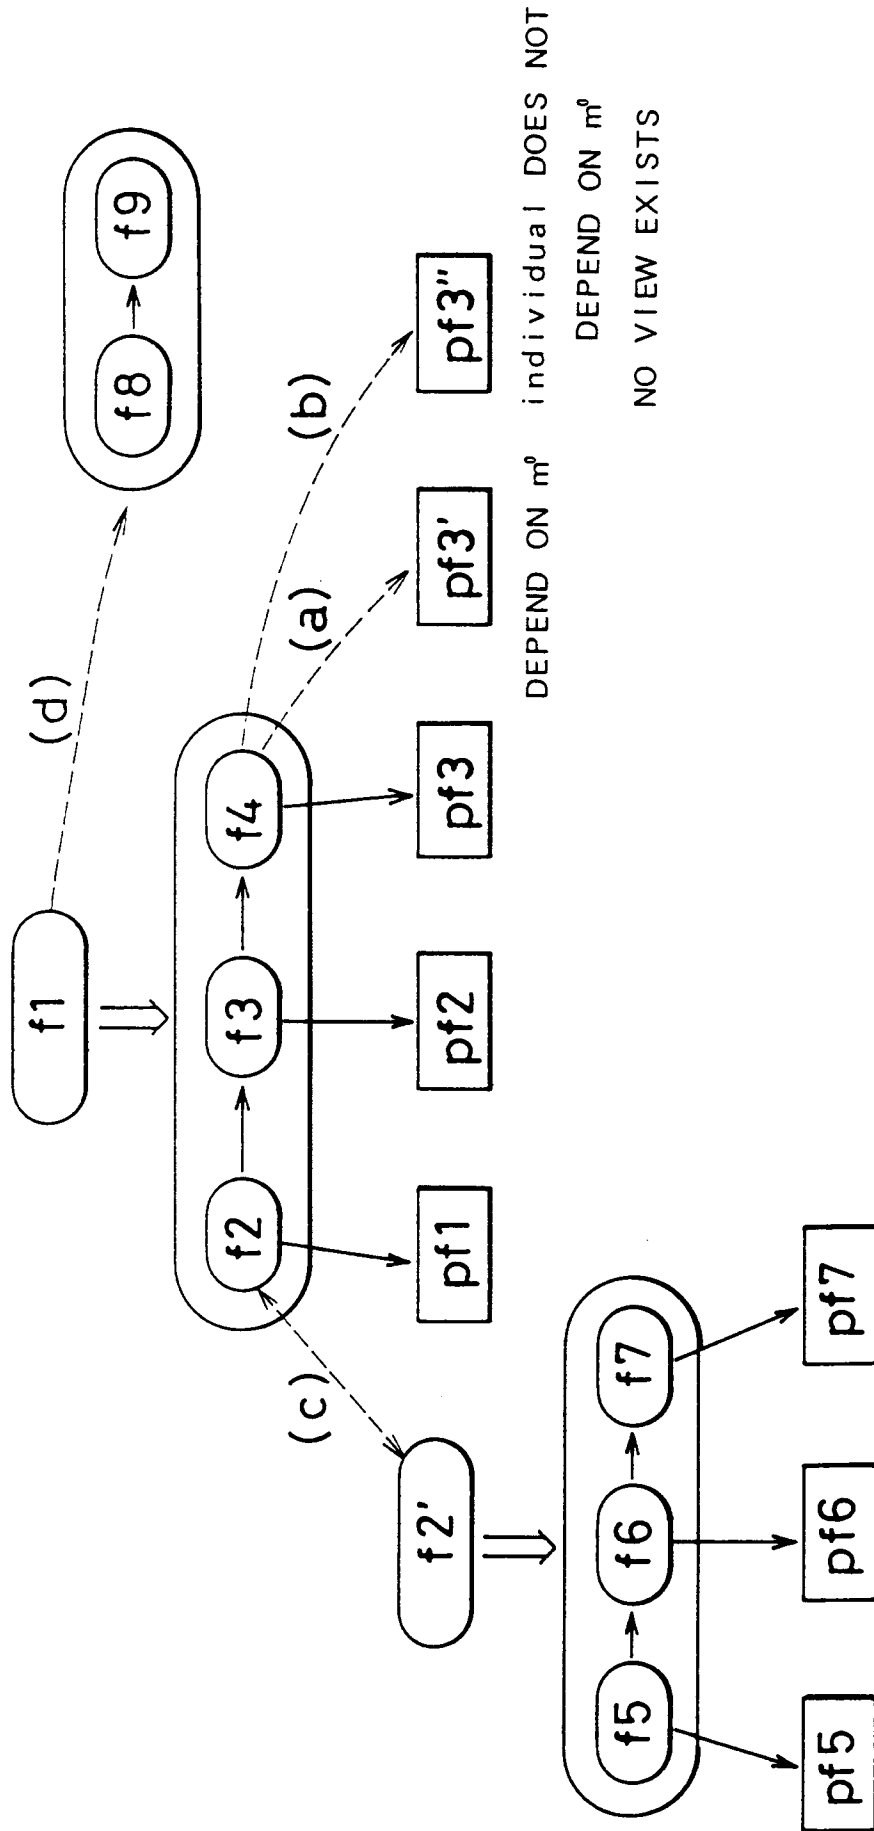 f1
(d)
f8
f9
f2
f3
f4
(c)
(a)
(b)
f2'
pf1
pf2
pf3
pf3'
pf3''
DEPEND ON m⁰
individual DOES NOT
DEPEND ON m⁰
NO VIEW EXISTS
f5
f6
f7
pf5
pf6
pf7